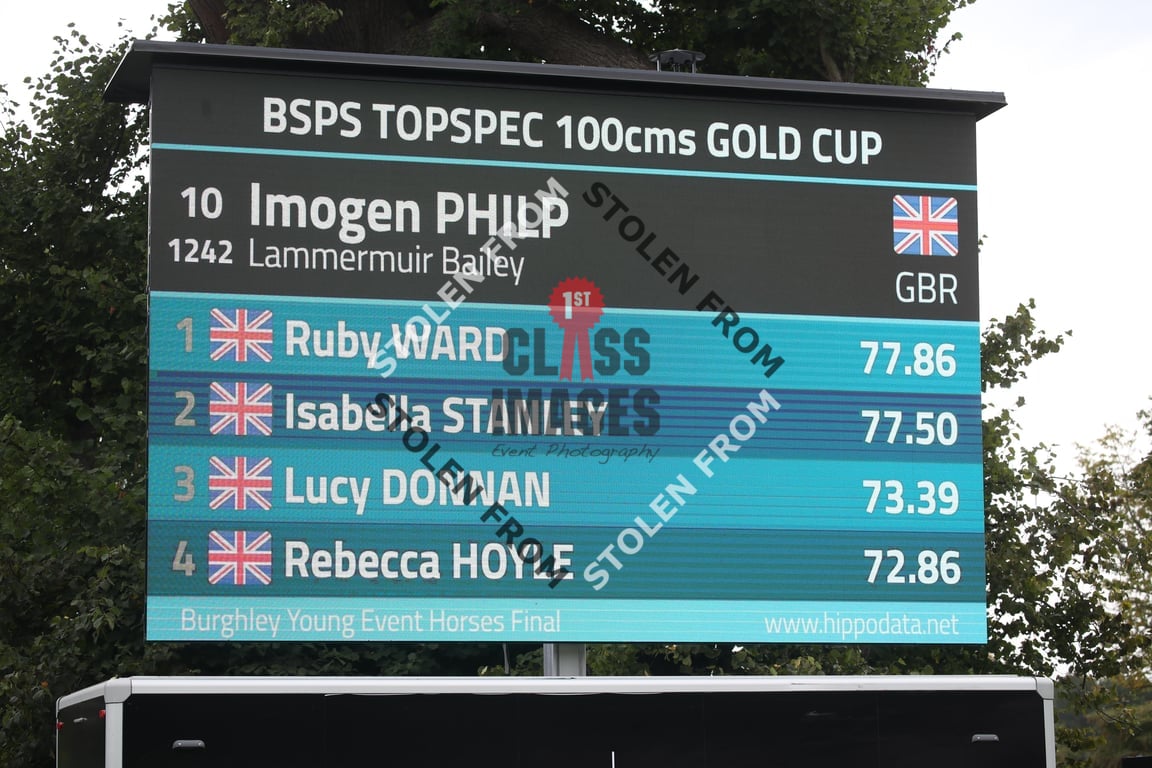 BSPS TOPSPEC 100cms GOLD CUP
10 Imogen PHILP
1242 Lammermuir Bailey
GBR
1 Ruby WARD 77.86
2 Isabella STANLEY 77.50
3 Lucy DONNAN 73.39
4 Rebecca HOYLE 72.86
Burghley Young Event Horses Final www.hippodata.net
STOLEN FROM
STOLEN FROM
1ST
CLASS
IMAGES
Event Photography
STOLEN FROM
STOLEN FROM